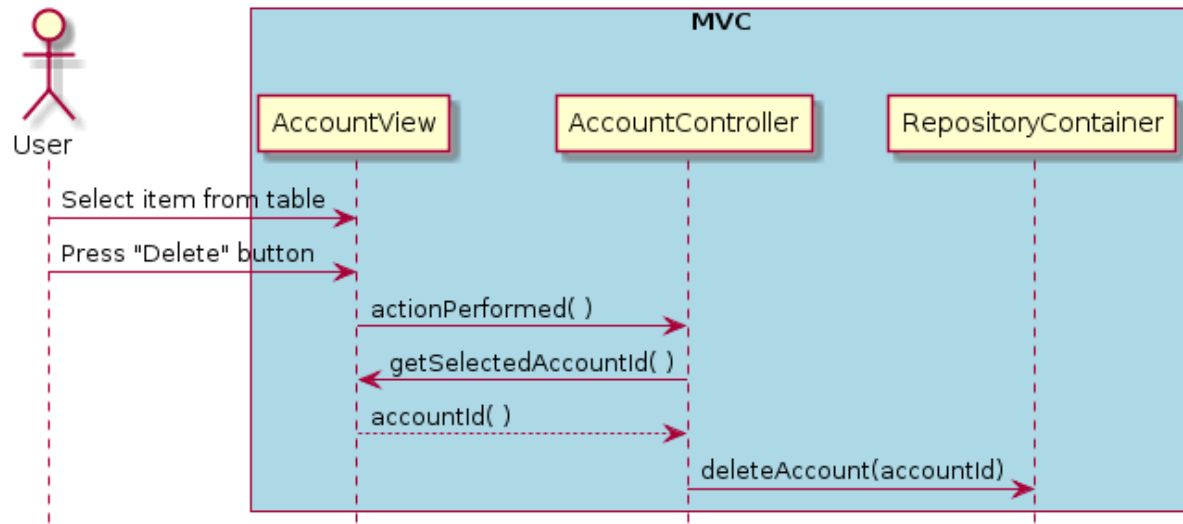 MVC
User
AccountView
AccountController
RepositoryContainer
Select item from table
Press "Delete" button
actionPerformed( )
getSelectedAccountId( )
accountId( )
deleteAccount(accountId)